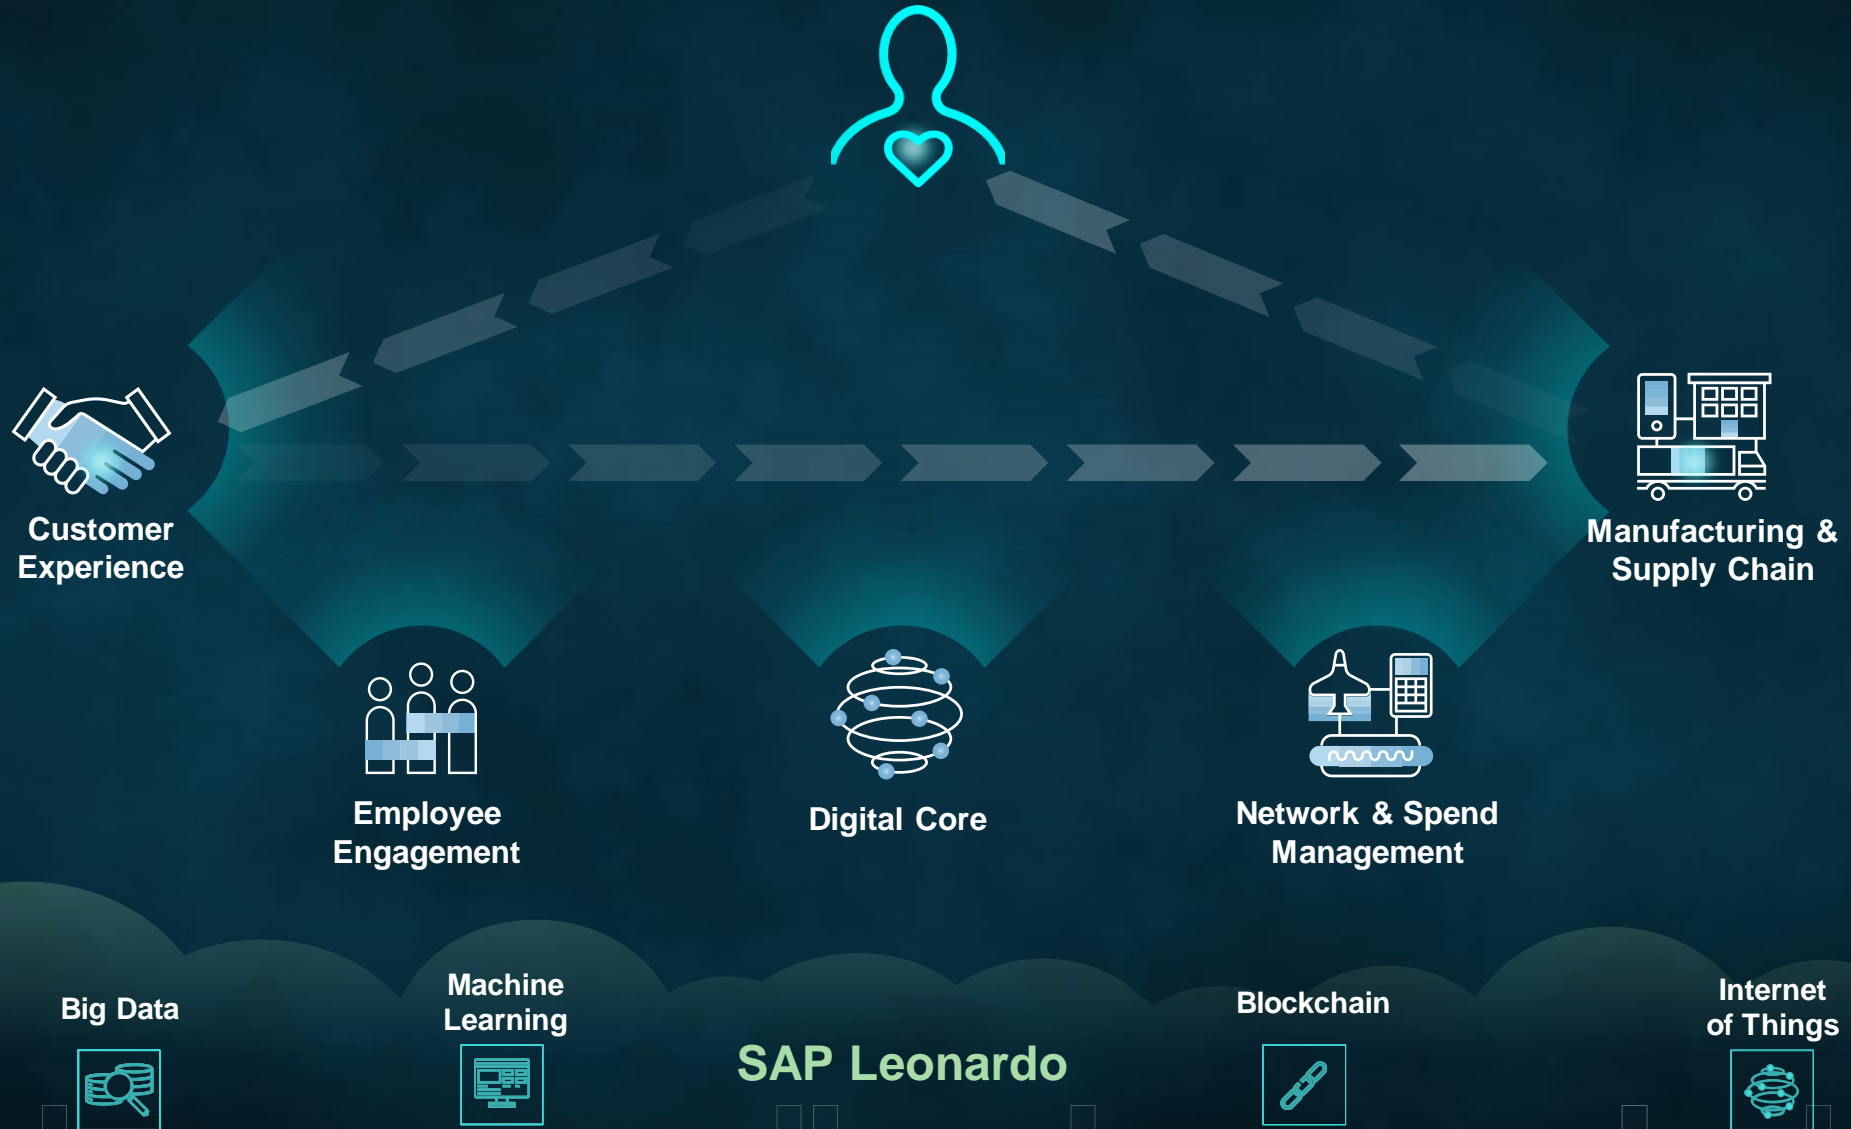 Customer
Experience
Manufacturing &
Supply Chain
Employee
Engagement
Digital Core
Network & Spend
Management
Big Data
Machine
Learning
SAP Leonardo
Blockchain
Internet
of Things